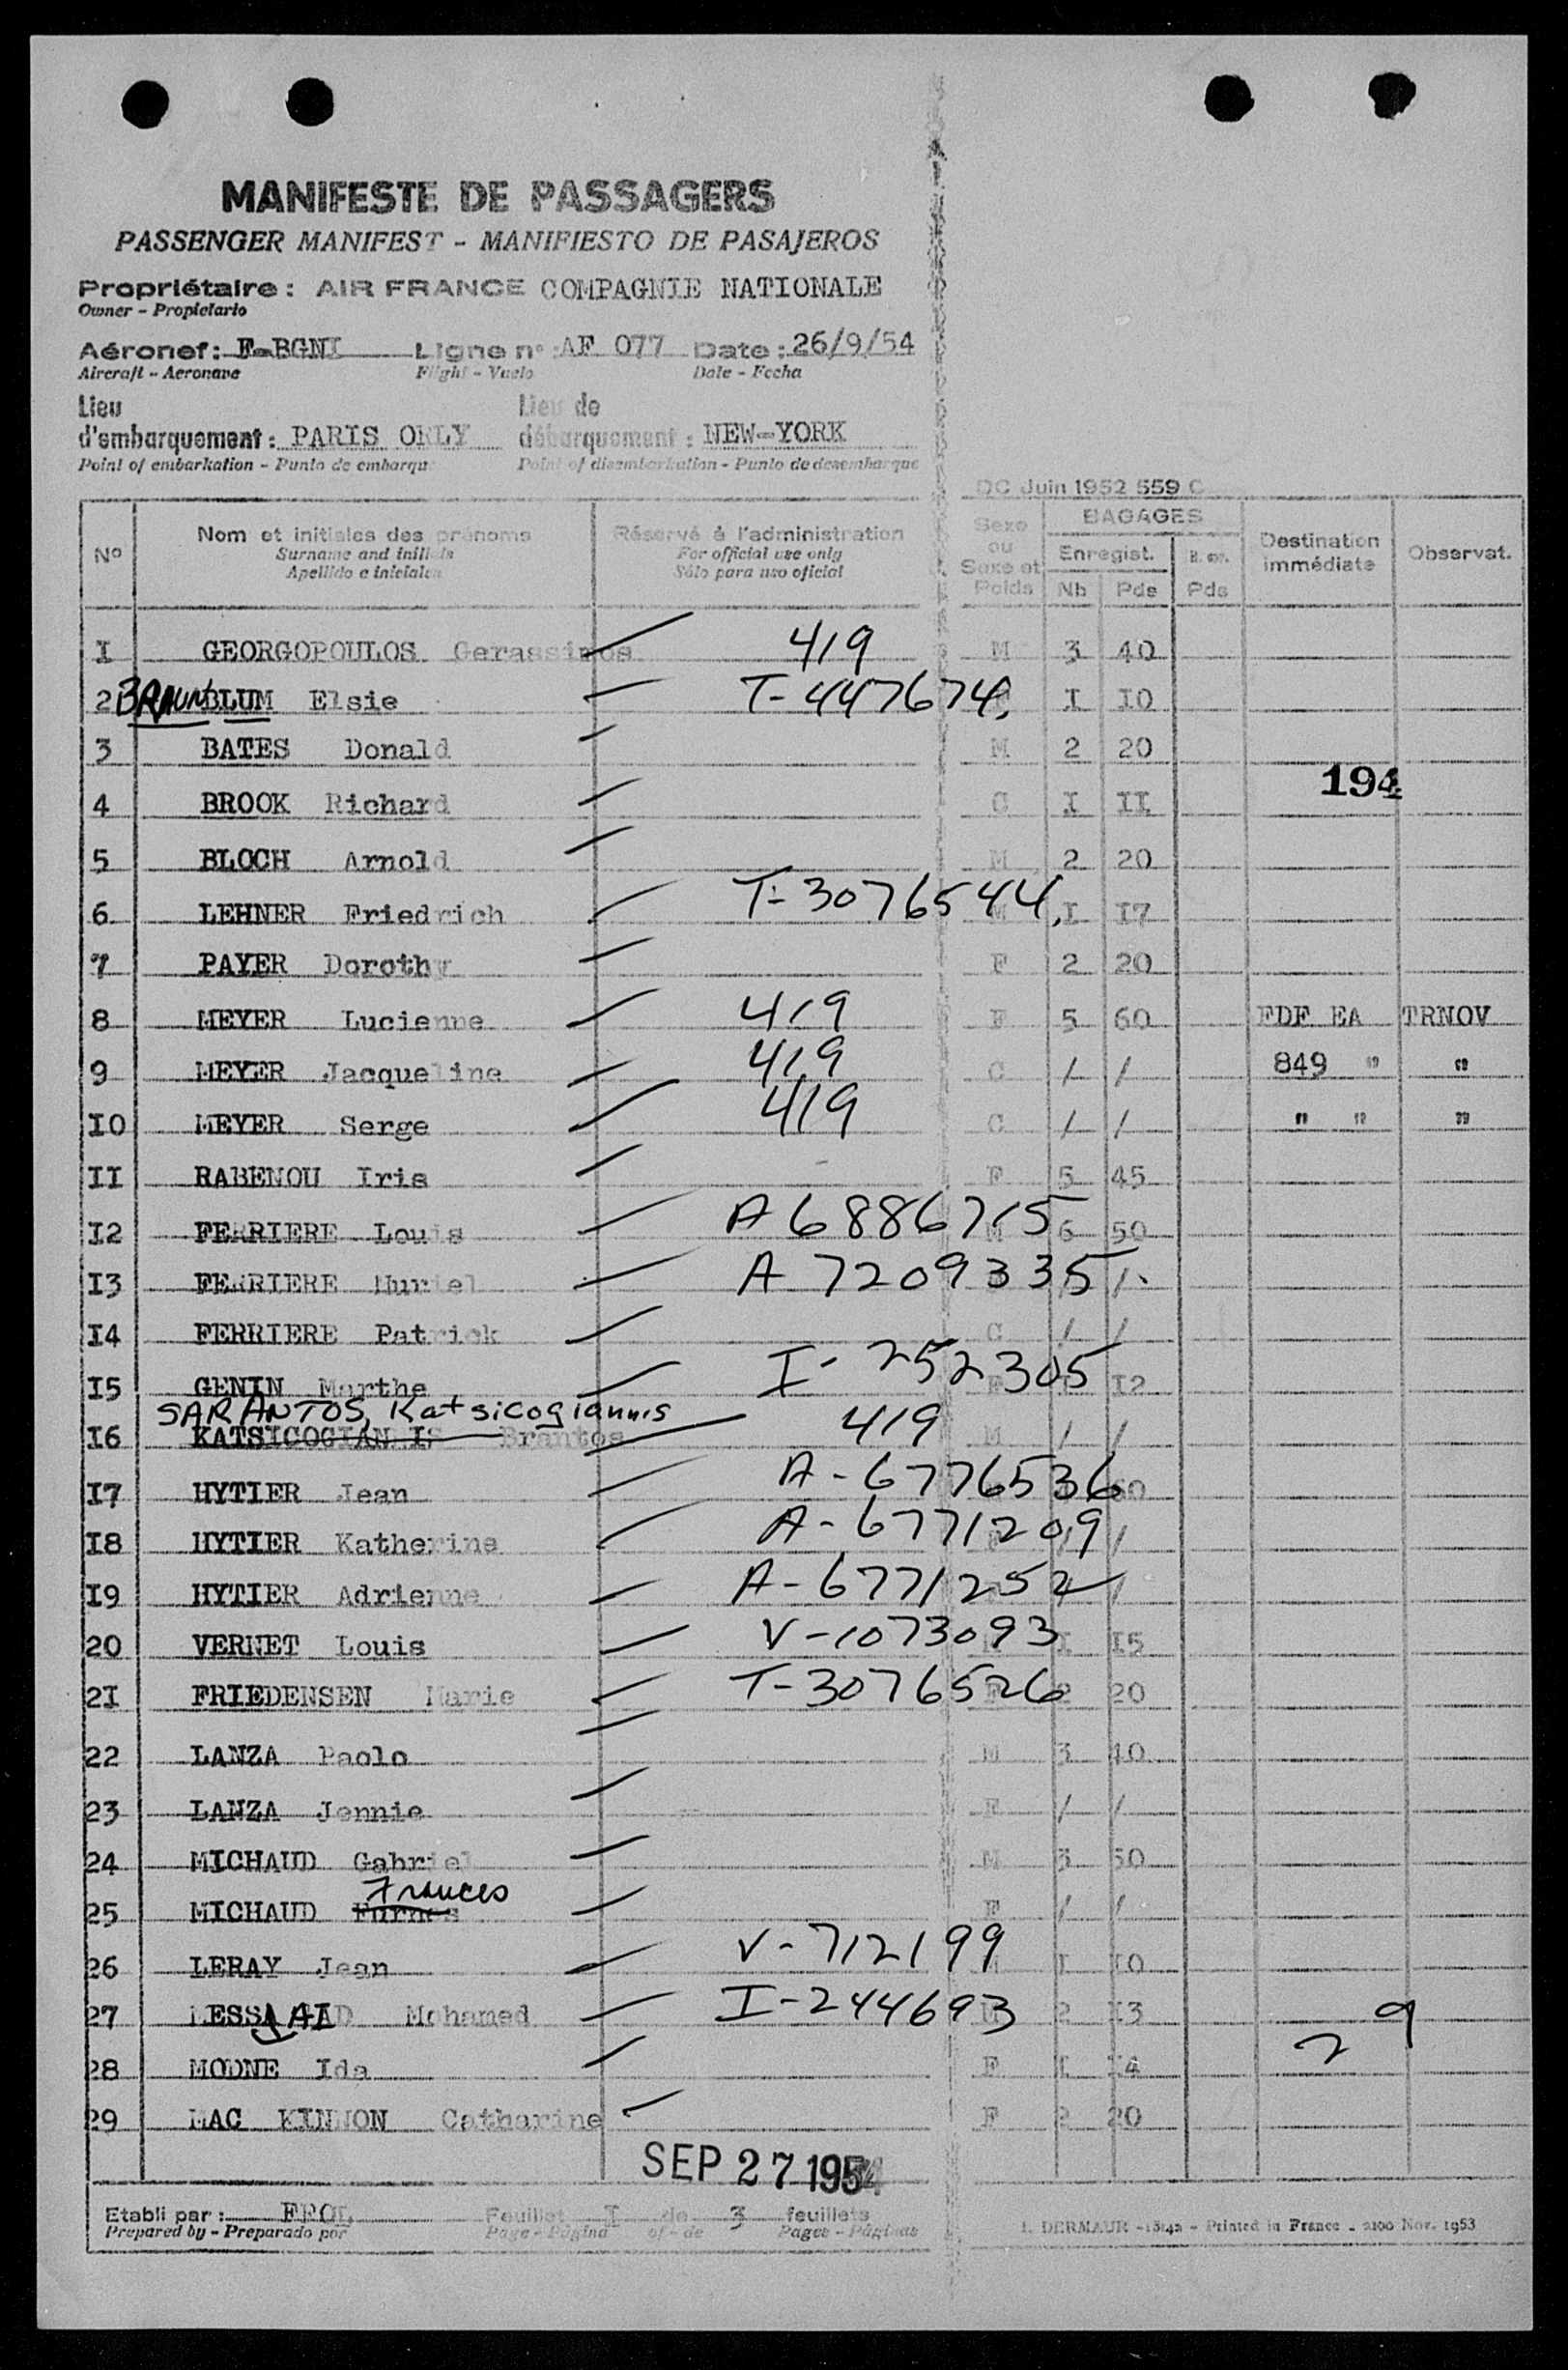 MANIFESTE DE PASSAGERS
PASSENGER MANIFEST - MANIFIESTO DE PASAJEROS
Propriétaire : AIR FRANCE COMPAGNIE NATIONALE
Owner - Propietario
Aéronef : F-BGNI Ligne n° : AF 077 Date : 26/9/54
Aircraft - Aeronave Flight - Vuelo Date - Fecha
Lieu Lieu de
d'embarquement : PARIS ORLY débarquement : NEW-YORK
Point of embarkation - Punto de embarque Point of disembarkation - Punto de desembarque
DC Juin 1952 559 C
N° Nom et initiales des prénoms Réservé à l'administration Sexe ou Sexe et Poids BAGAGES Destination immédiate Observat.
Surname and initials For official use only Enregist.
Apellido e iniciales Sólo para uso oficial Nb Pds Pds
I GEORGOPOULOS Gerassimos 419 M 3 40
2 BRAUNBLUM Elsie T-447674. I IO
3 BATES Donald M 2 20
194
4 BROOK Richard C I II
5 BLOCH Arnold M 2 20
6 LEHNER Friedrich T-3076544. M I I7
7 PAYER Dorothy F 2 20
8 MEYER Lucienne 419 F 5 60 FDF EA TRNOV
9 MEYER Jacqueline 419 C / / 849 " "
IO MEYER Serge 419 C / / " " "
II RABENOU Iris F 5 45
I2 FERRIERE Louis A6886715 M 6 50
I3 FERRIERE Muriel A 7209335 /
I4 FERRIERE Patrick C / /
I5 GENIN Marthe I-252305 I2
SARANTOS, Katsicogiannis
I6 KATSICOGIANIS Brantos 419 M / /
I7 HYTIER Jean A-6776536
I8 HYTIER Katherine A-6771209 /
I9 HYTIER Adrienne A-6771252 /
20 VERNET Louis V-1073093 I I5
2I FRIEDENSEN Marie T-3076526 2 20
22 LANZA Paolo M 3 40
23 LANZA Jennie F / /
24 MICHAUD Gabriel M 3 50
Frances
25 MICHAUD F / /
26 LERAY Jean V-712199 I IO
27 Mohamed I-244693 2 I3
29
28 MODNE Ida F I I4
29 MAC KINNON Catharine F 2 20
SEP 27 1954
Etabli par : Feuillet I de 3 feuillets
Prepared by - Preparado por Page - Página of - de Pages - Páginas
Printed in France - 2100 Nov. 1953